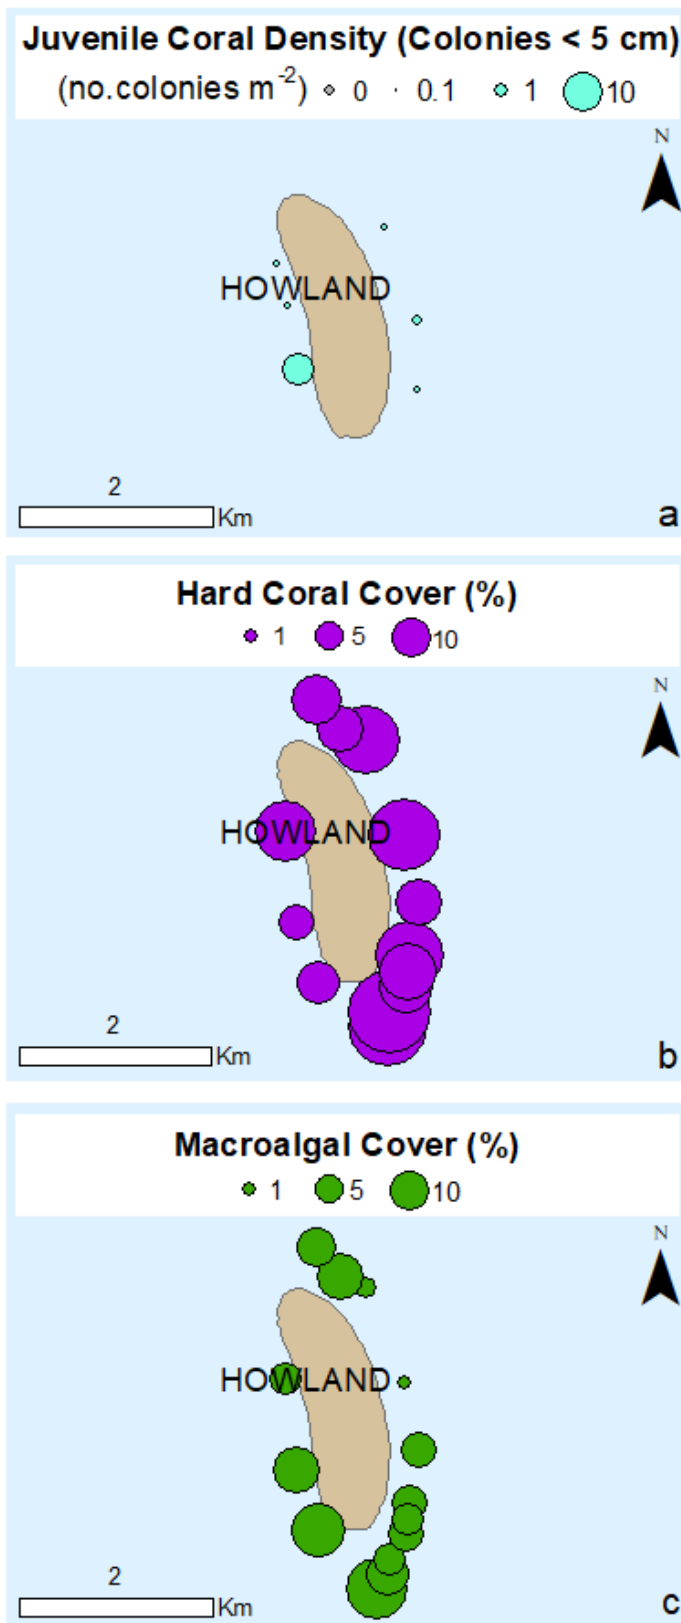 Juvenile Coral Density (Colonies < 5 cm)
(no.colonies m⁻²) 0 0.1 1 10
N
HOWLAND
2
Km
a
Hard Coral Cover (%)
1 5 10
N
HOWLAND
2
Km
b
Macroalgal Cover (%)
1 5 10
N
HOWLAND
2
Km
c